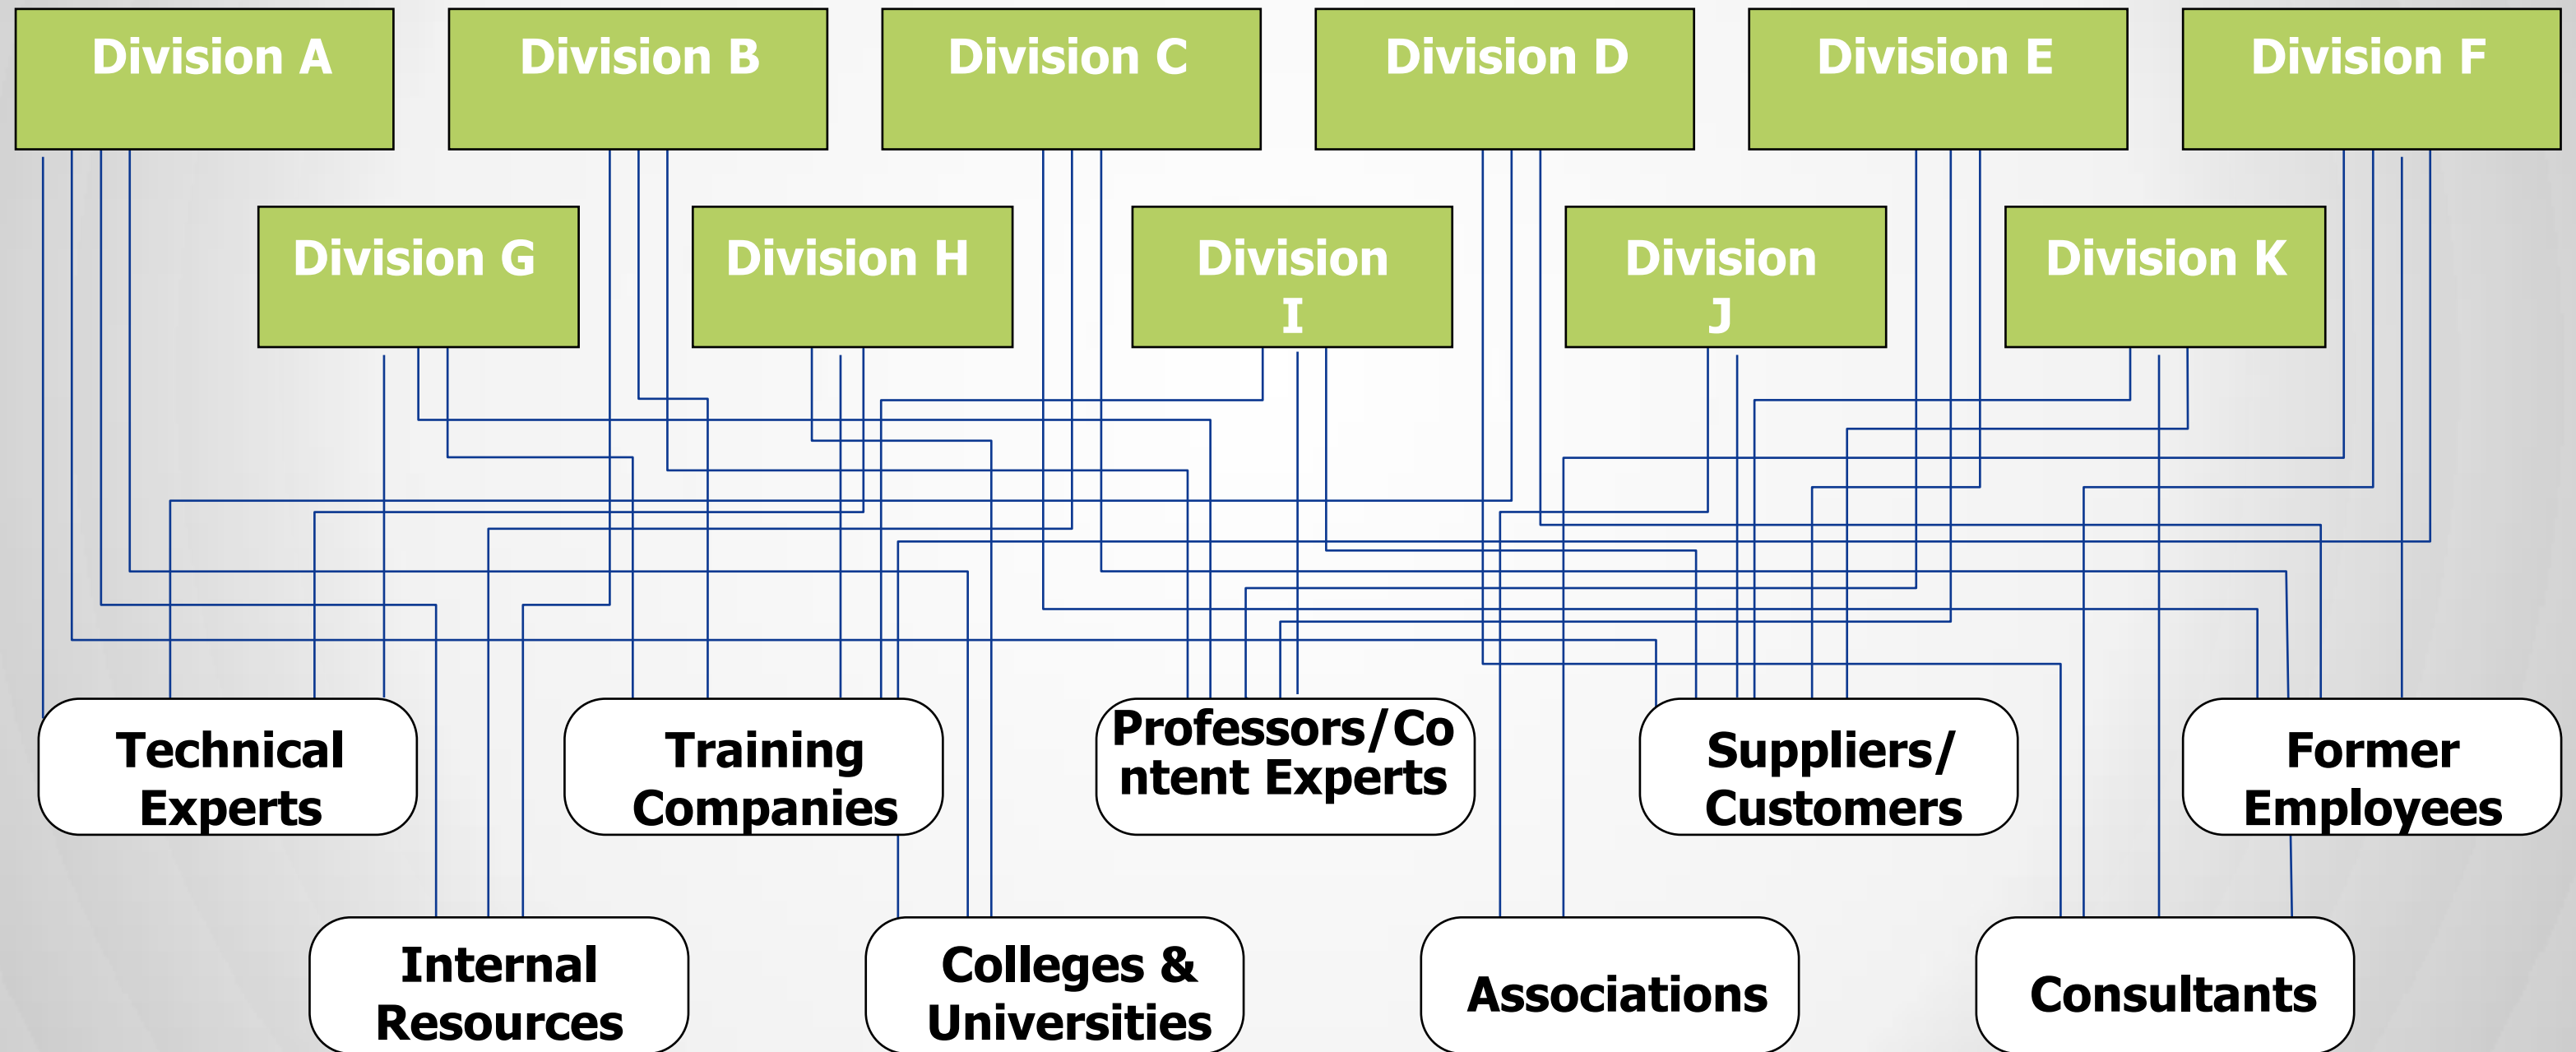 Division A
Division B
Division C
Division D
Division E
Division F
Division G
Division H
Division
I
Division
J
Division K
Technical
Experts
Training
Companies
Professors/Co
ntent Experts
Suppliers/
Customers
Former
Employees
Internal
Resources
Colleges &
Universities
Associations
Consultants